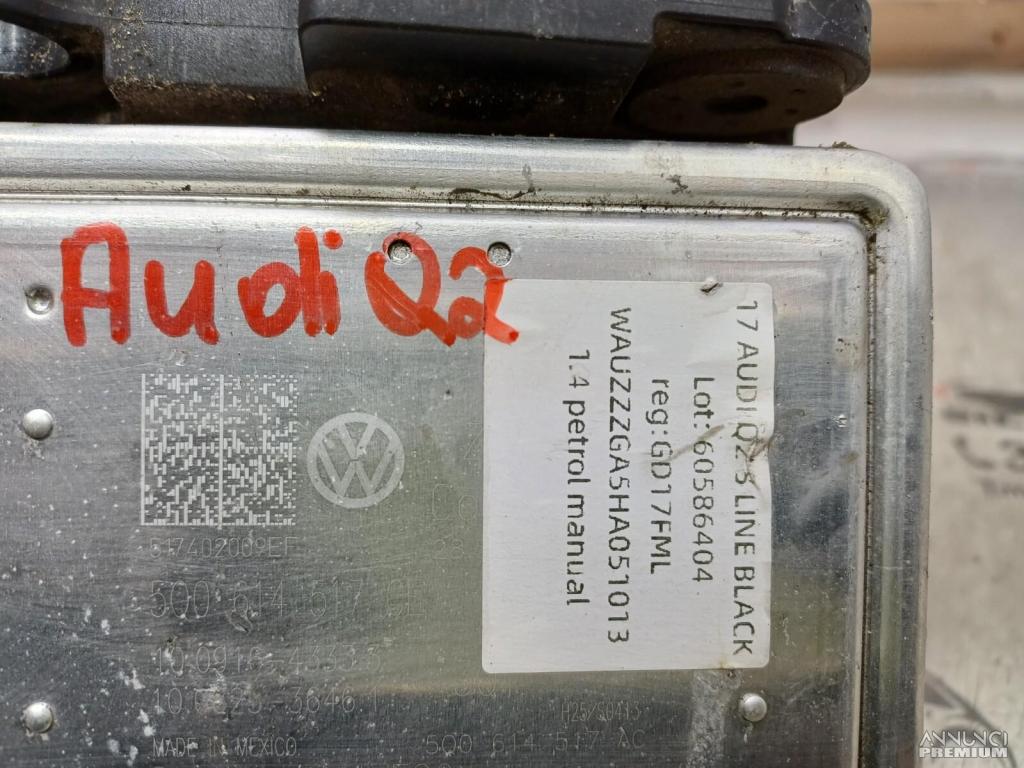 Audi Q2
17 AUDI Q2 S LINE BLACK
Lot: 60586404
reg:GD17FML
WAUZZZGA5HA051013
1.4 petrol manual
517402009EF
5Q0 614 517
MADE IN MEXICO
5Q0 614 517 AC
ANNUNCI
PREMIUM